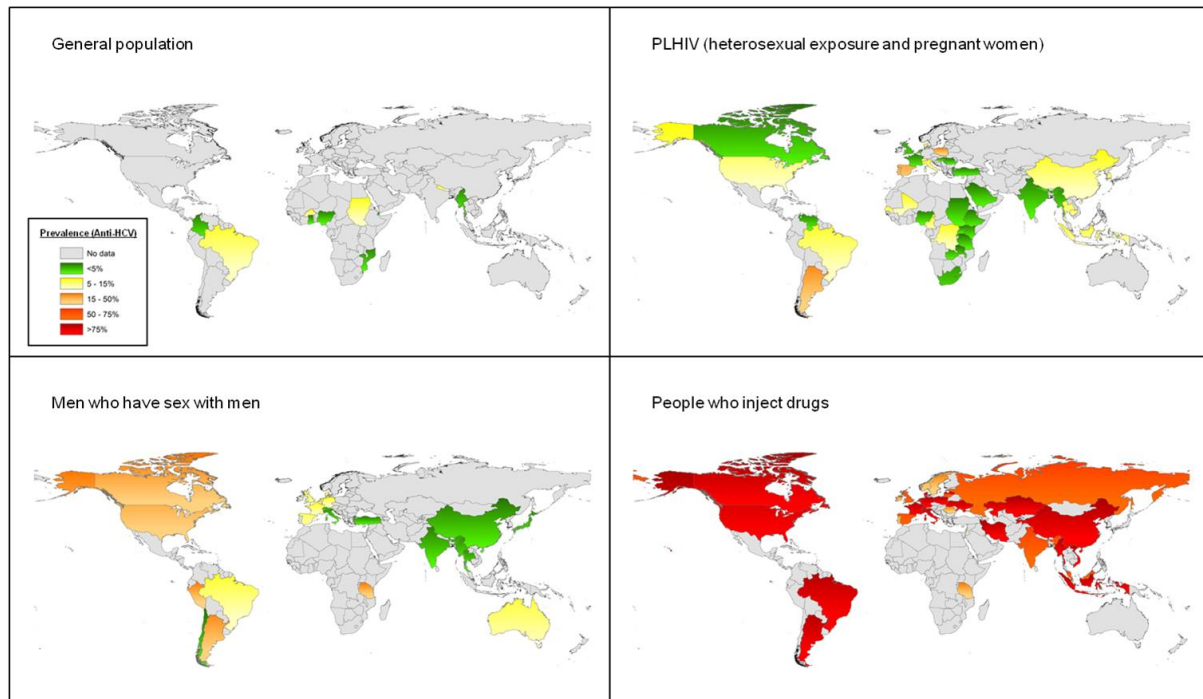 General population
PLHIV (heterosexual exposure and pregnant women)
Prevalence (Anti-HCV)
No data
<5%
5 - 15%
15 - 50%
50 - 75%
>75%
Men who have sex with men
People who inject drugs